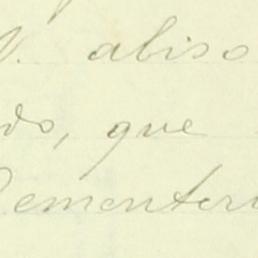 V. abiso
do, que
Cementeri